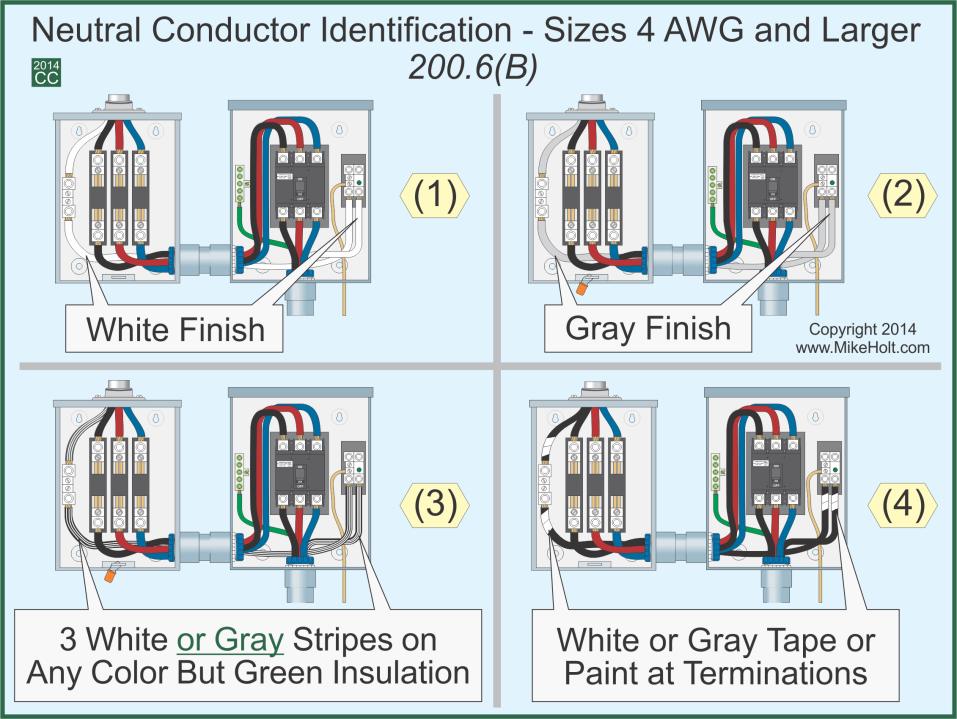 Neutral Conductor Identification - Sizes 4 AWG and Larger
200.6(B)
2014
CC
(1)
White Finish
(2)
Gray Finish
Copyright 2014
www.MikeHolt.com
(3)
3 White or Gray Stripes on
Any Color But Green Insulation
(4)
White or Gray Tape or
Paint at Terminations